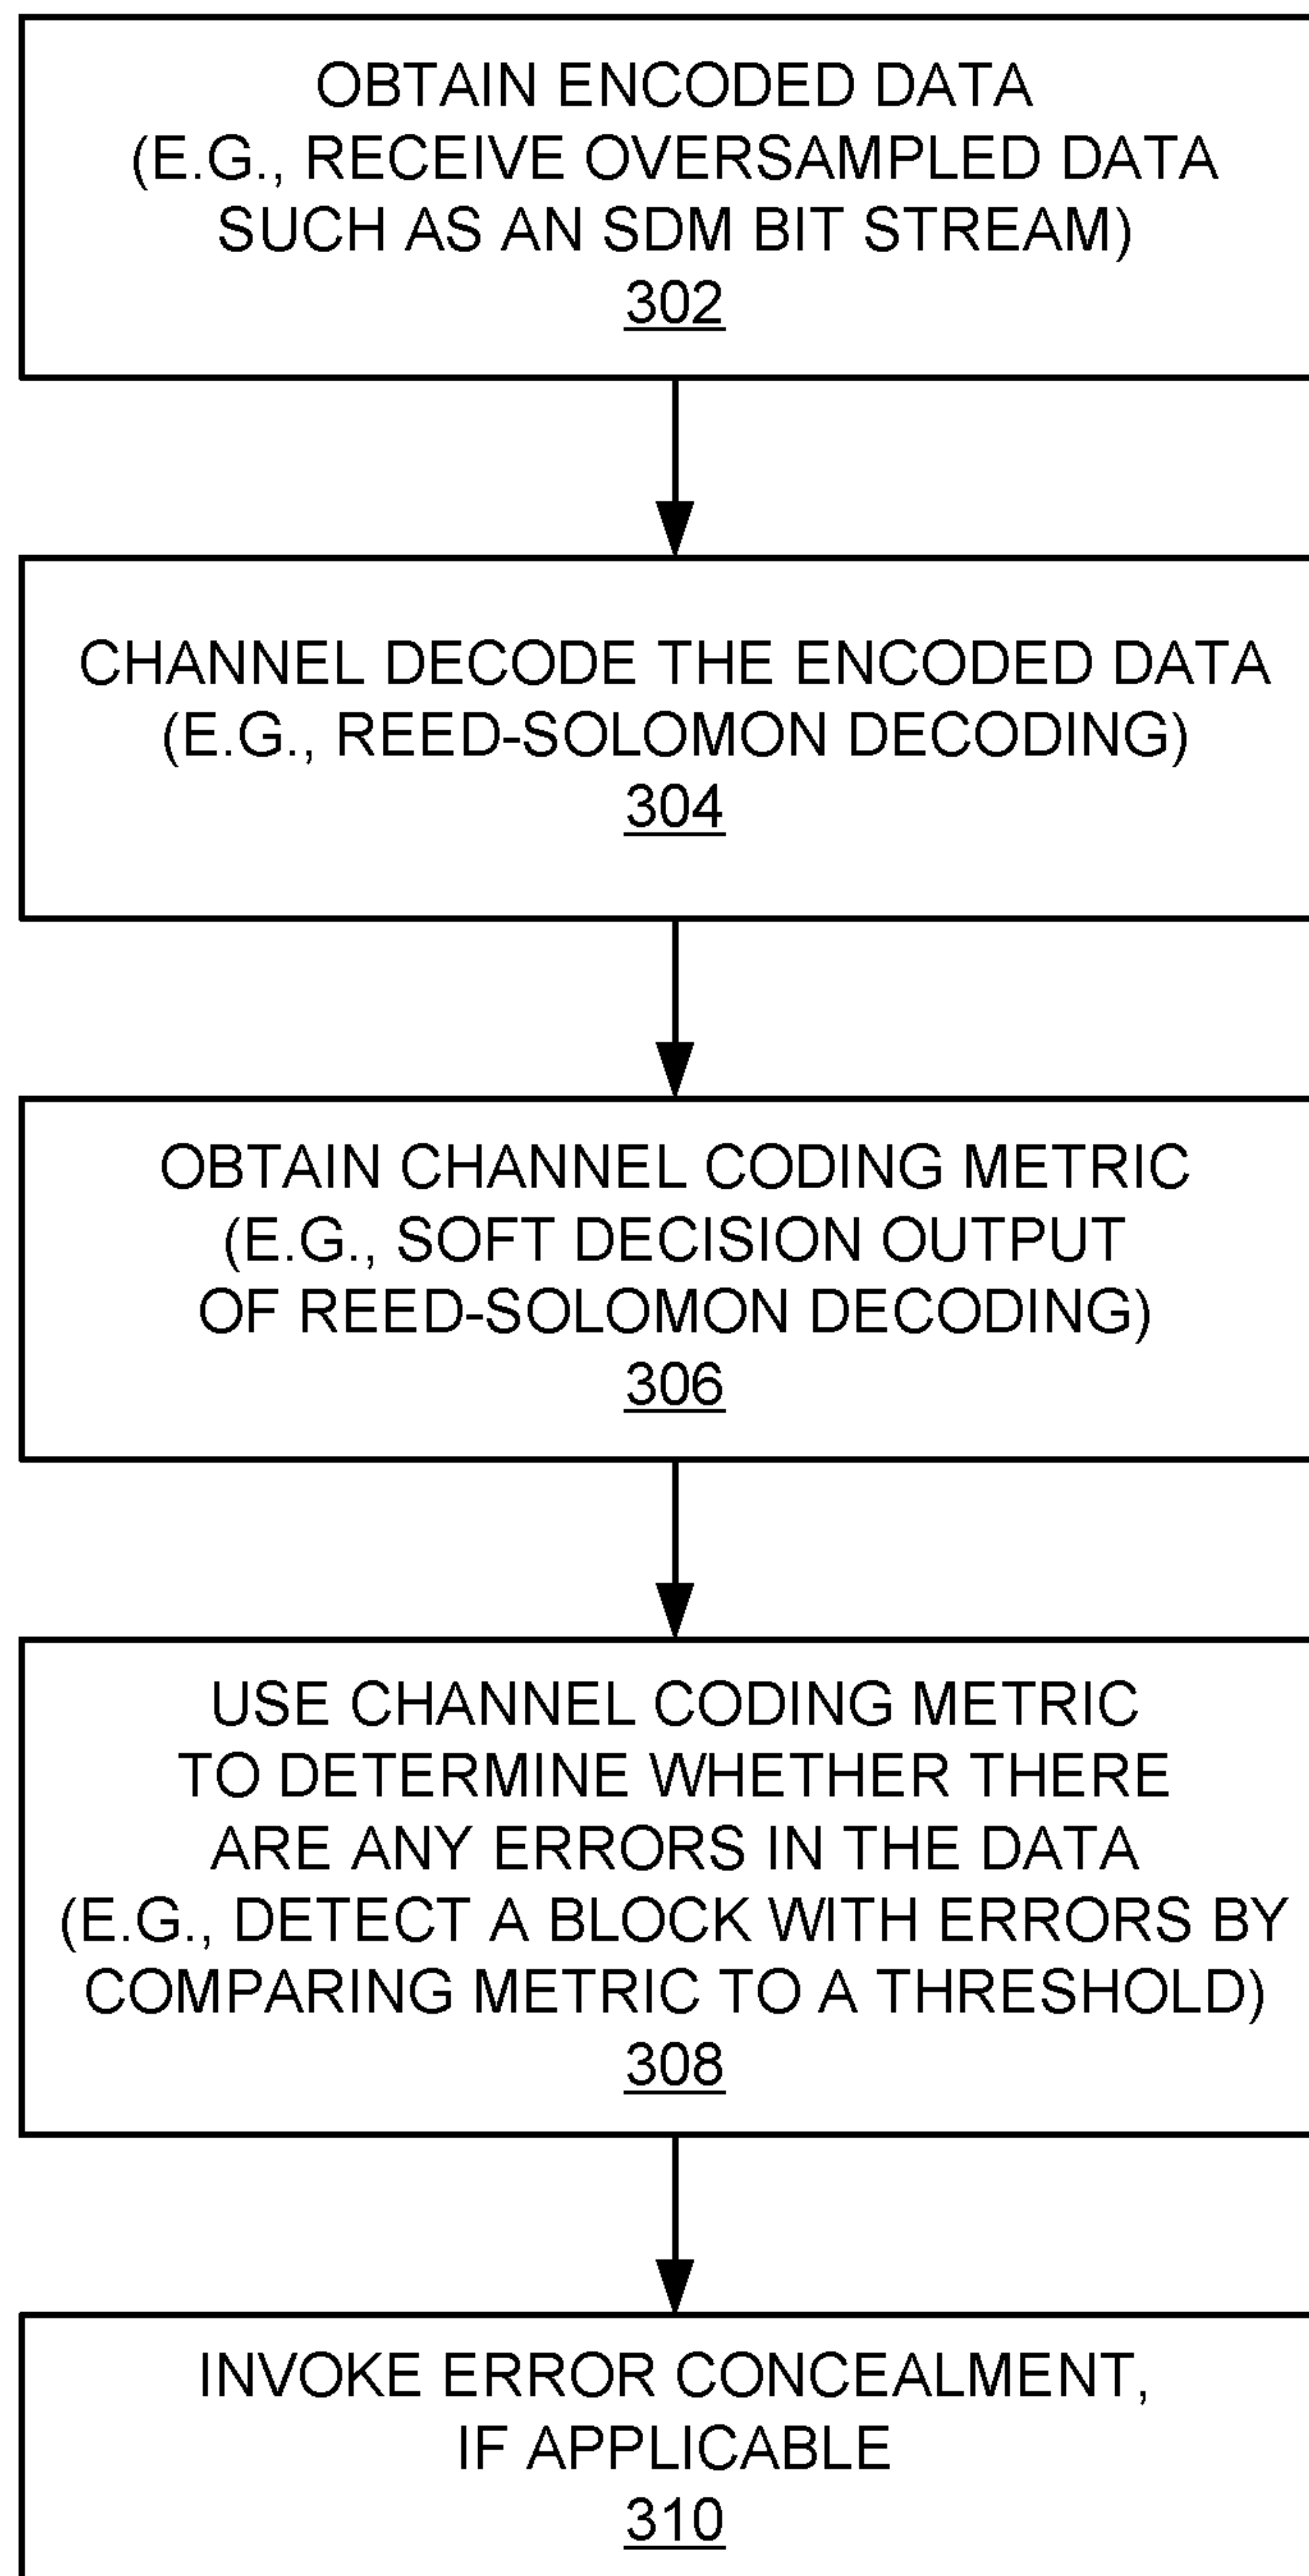 OBTAIN ENCODED DATA
(E.G., RECEIVE OVERSAMPLED DATA
SUCH AS AN SDM BIT STREAM)
302
CHANNEL DECODE THE ENCODED DATA
(E.G., REED-SOLOMON DECODING)
304
OBTAIN CHANNEL CODING METRIC
(E.G., SOFT DECISION OUTPUT
OF REED-SOLOMON DECODING)
306
USE CHANNEL CODING METRIC
TO DETERMINE WHETHER THERE
ARE ANY ERRORS IN THE DATA
(E.G., DETECT A BLOCK WITH ERRORS BY
COMPARING METRIC TO A THRESHOLD)
308
INVOKE ERROR CONCEALMENT,
IF APPLICABLE
310